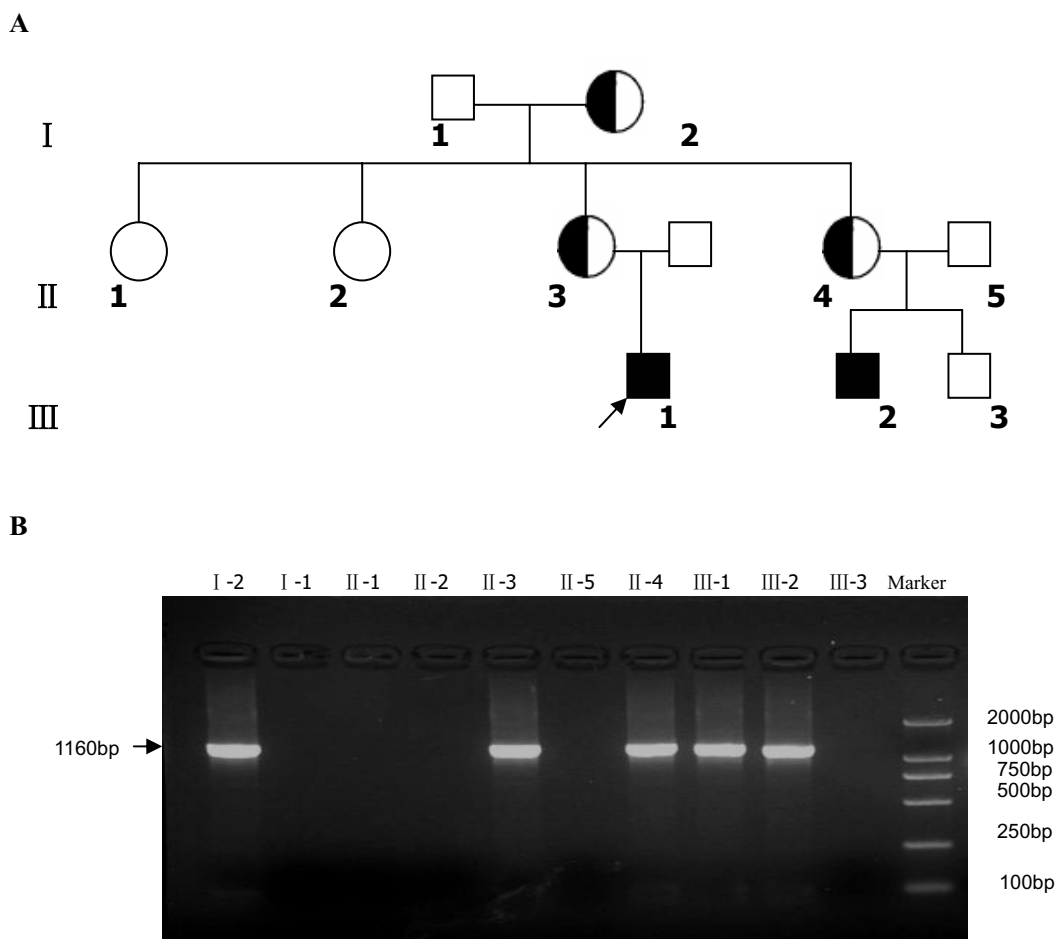 A
1
2
Ⅰ
1
2
3
4
5
Ⅱ
1
2
3
Ⅲ
B
Ⅰ-2 Ⅰ-1 Ⅱ-1 Ⅱ-2 Ⅱ-3 Ⅱ-5 Ⅱ-4 Ⅲ-1 Ⅲ-2 Ⅲ-3 Marker
2000bp
1160bp
1000bp
750bp
500bp
250bp
100bp